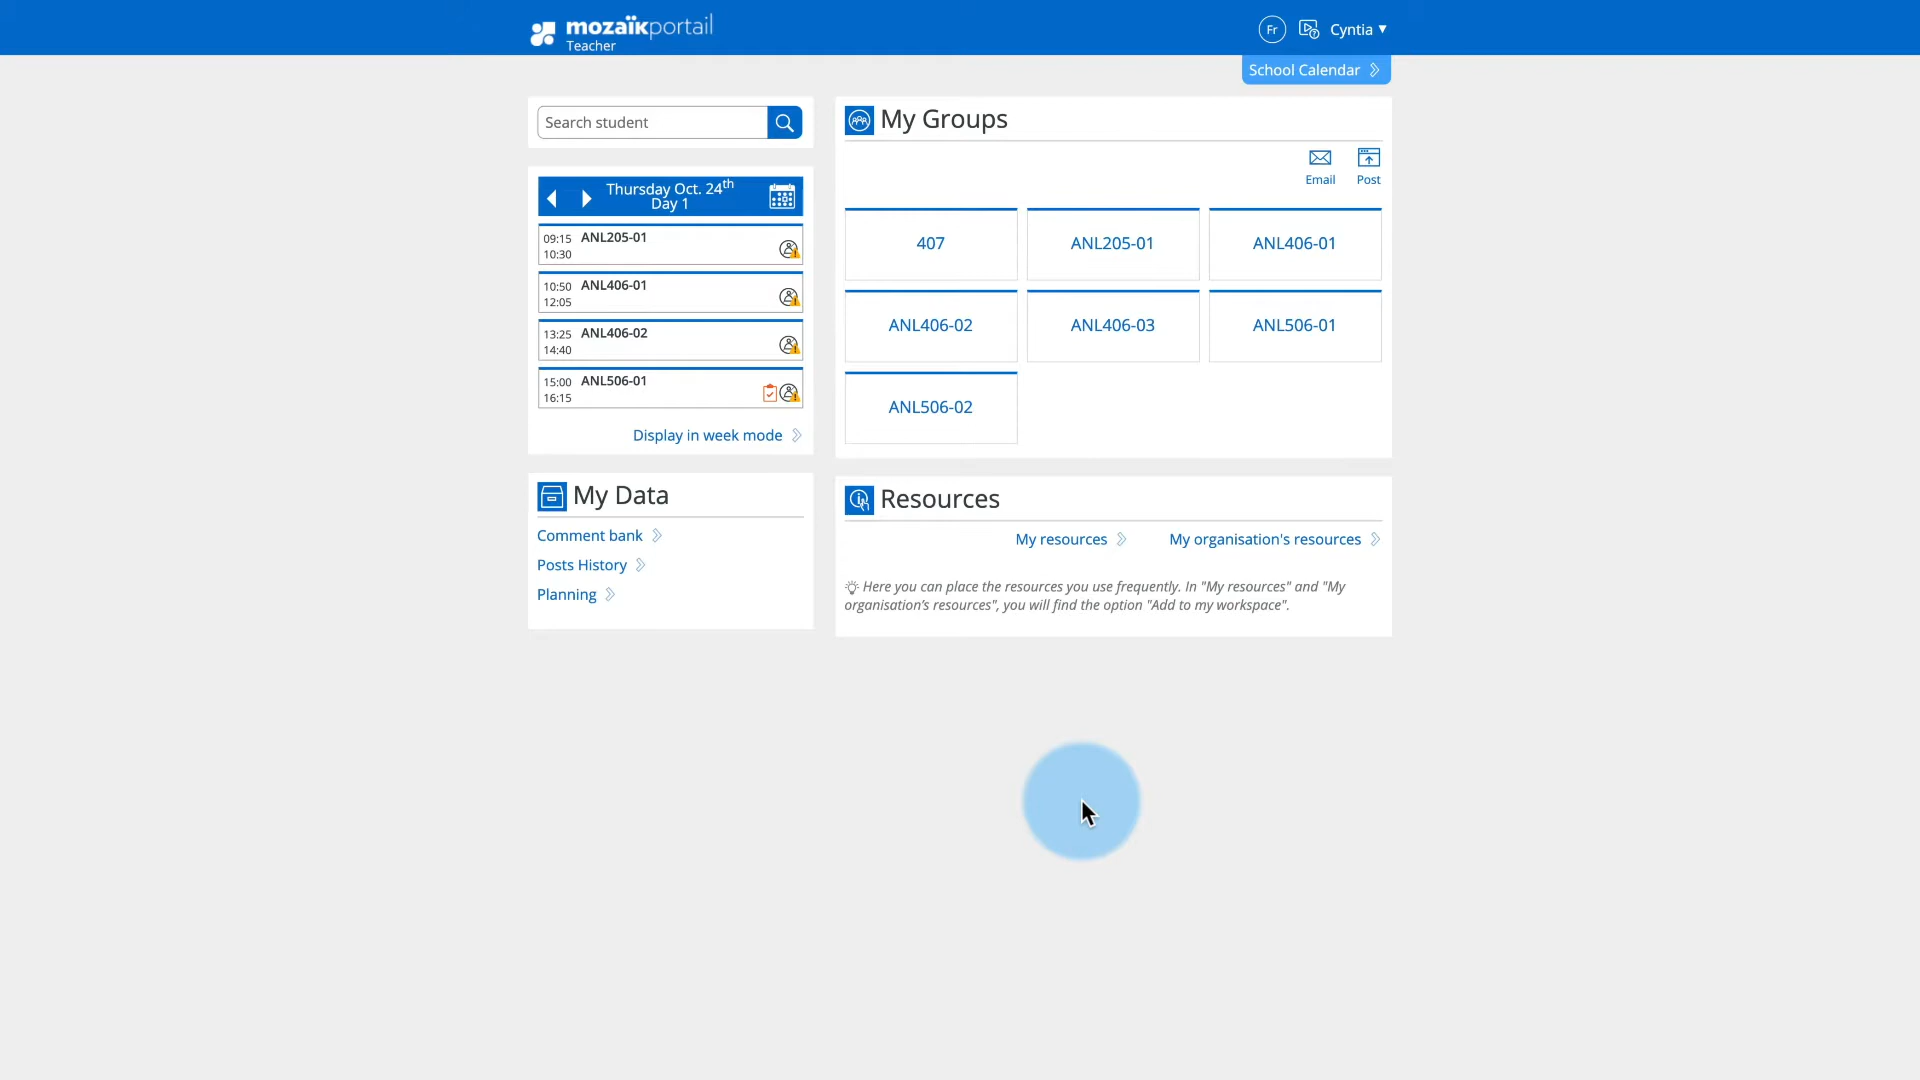 mozaïkportail
Teacher
Fr
Cyntia ▼
School Calendar
Search student
Thursday Oct. 24th
Day 1
09:15 ANL205-01
10:30
10:50 ANL406-01
12:05
13:25 ANL406-02
14:40
15:00 ANL506-01
16:15
Display in week mode
My Data
Comment bank
Posts History
Planning
My Groups
Email
Post
407
ANL205-01
ANL406-01
ANL406-02
ANL406-03
ANL506-01
ANL506-02
Resources
My resources
My organisation's resources
Here you can place the resources you use frequently. In "My resources" and "My
organisation's resources", you will find the option "Add to my workspace".